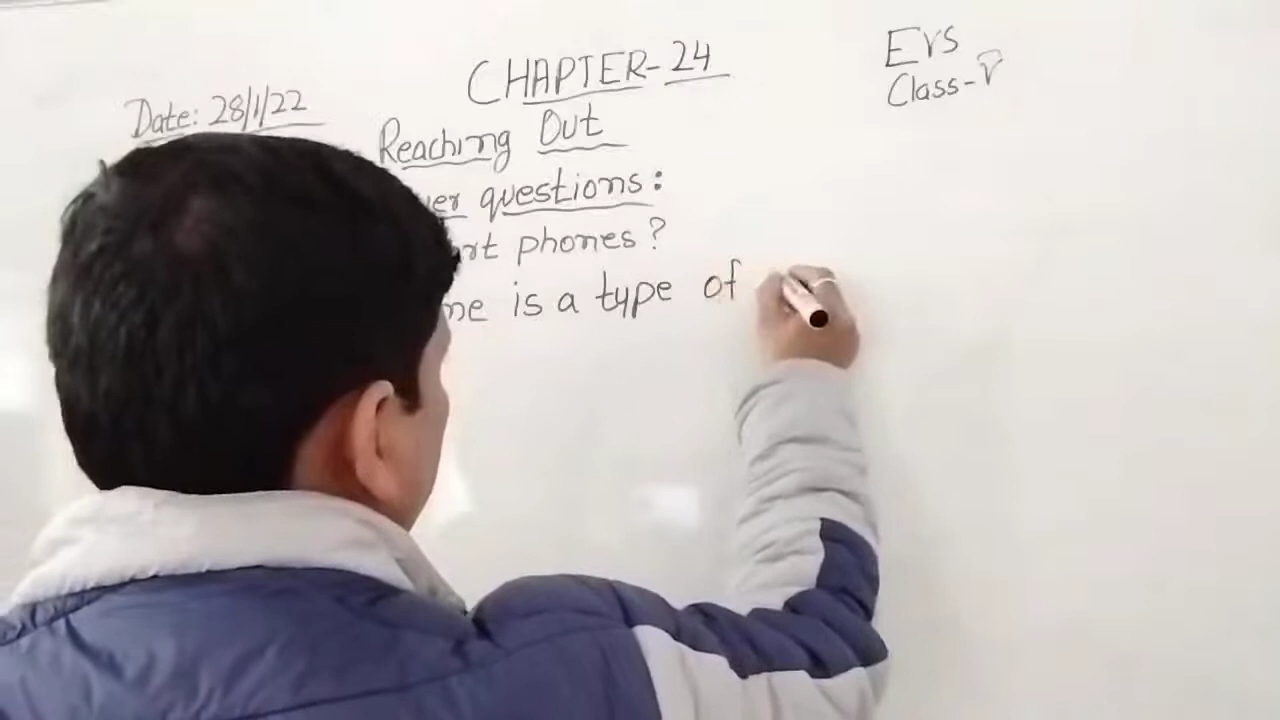 Date: 28/1/22
CHAPTER-24
EVS
Class-V
Reaching Out
questions:
phones?
is a type of